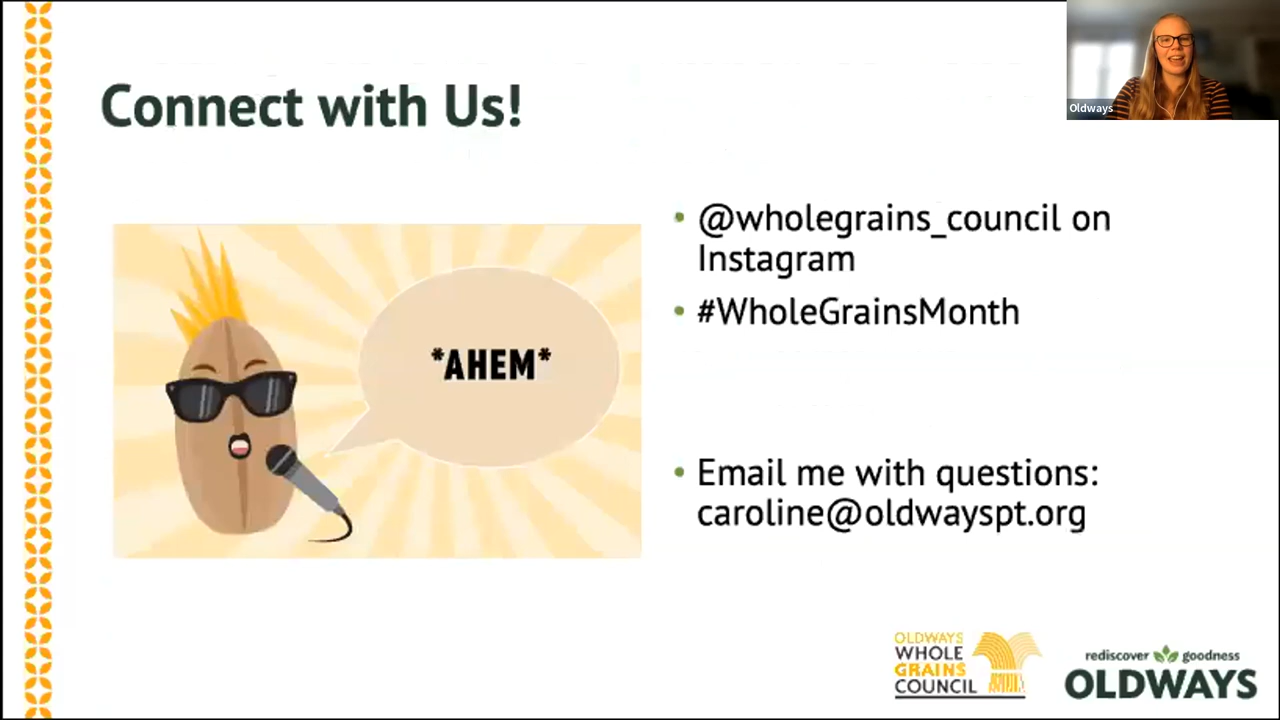 Connect with Us!
Oldways
*AHEM*
@wholegrains_council on
Instagram
#WholeGrainsMonth
Email me with questions:
caroline@oldwayspt.org
OLDWAYS
WHOLE
GRAINS
COUNCIL
rediscover goodness
OLDWAYS